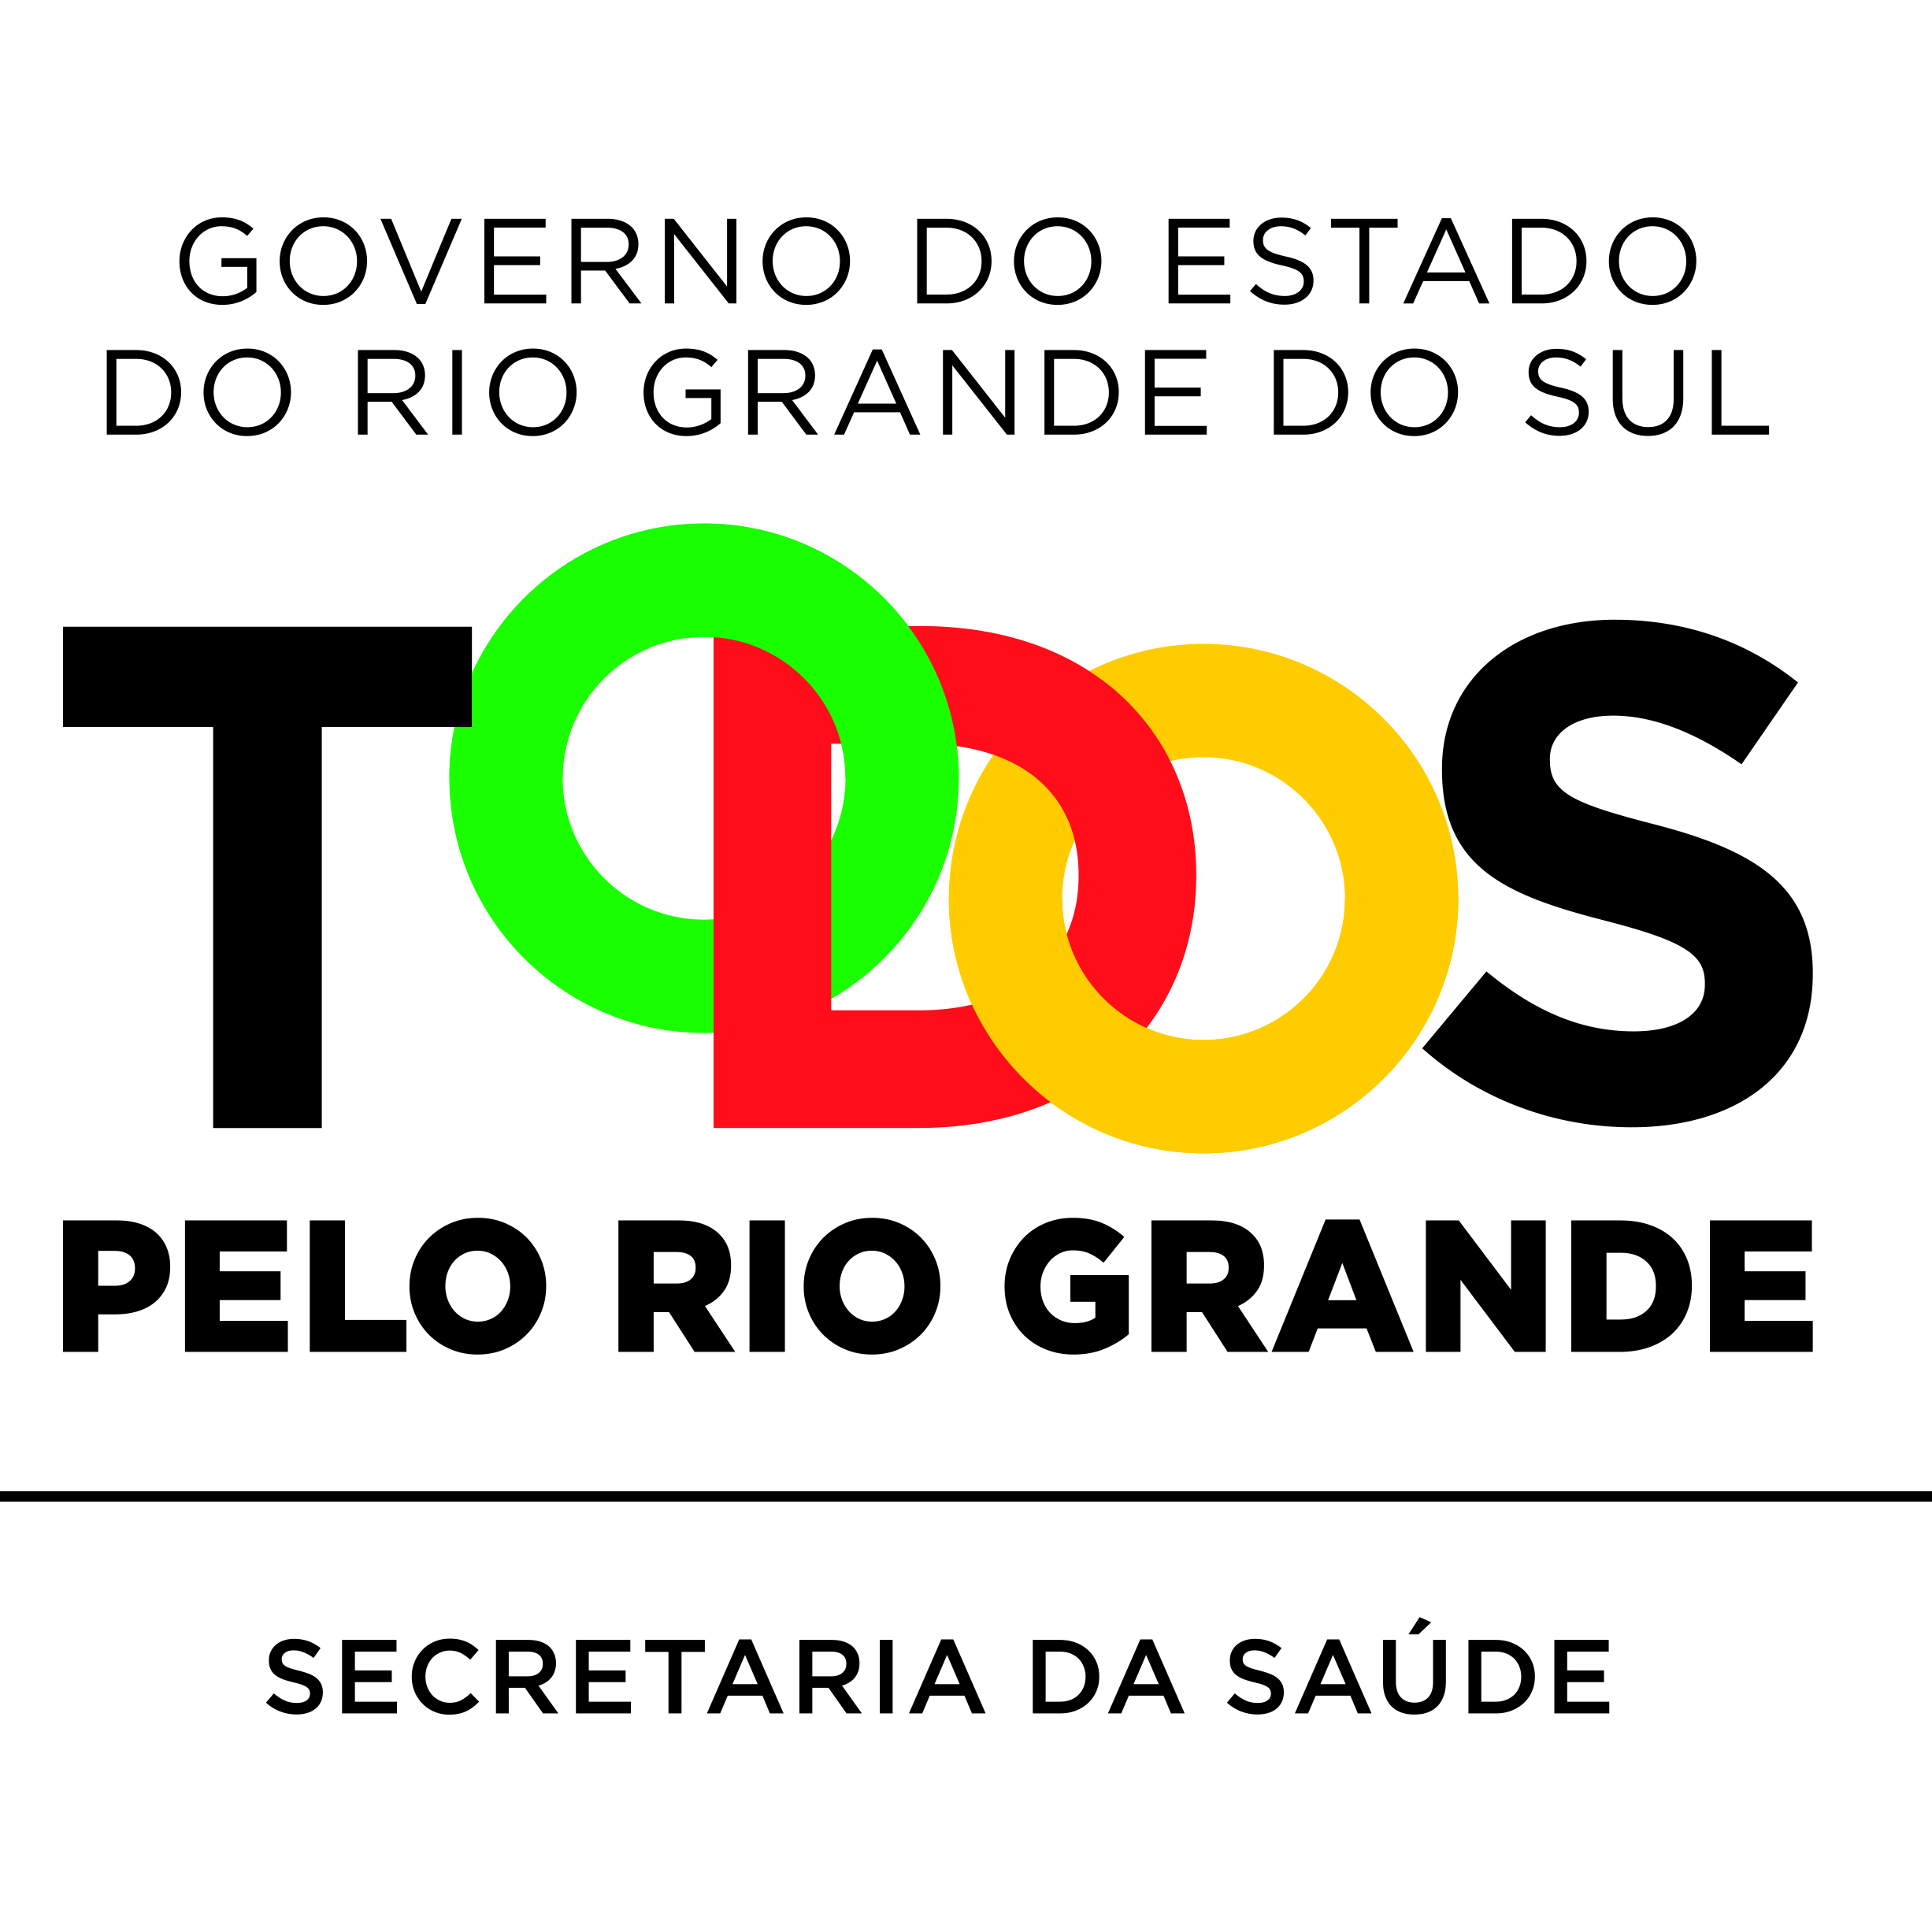 GOVERNO DO ESTADO
DO RIO GRANDE DO SUL
TODOS
PELO RIO GRANDE
SECRETARIA DA SAÚDE